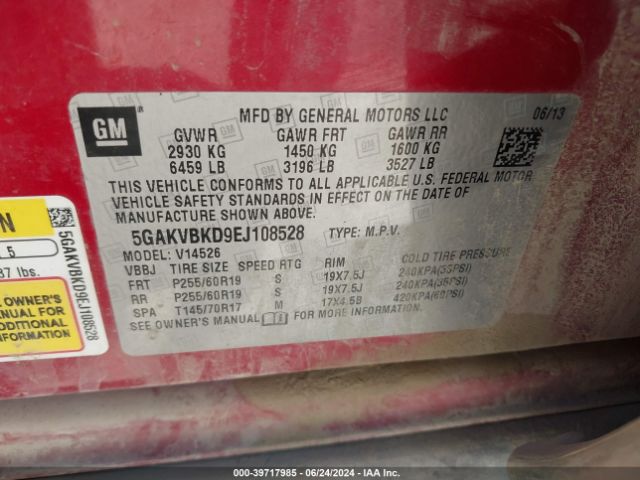 GM
MFD BY GENERAL MOTORS LLC 06/13
GVWR GAWR FRT GAWR RR
2930 KG 1450 KG 1600 KG
6459 LB 3196 LB 3527 LB
THIS VEHICLE CONFORMS TO ALL APPLICABLE U.S. FEDERAL MOTOR
VEHICLE SAFETY STANDARDS IN EFFECT ON THE DATE OF
MANUFACTURE SHOWN ABOVE.
5GAKVBKD9EJ108528 TYPE: M.P.V.
MODEL: V14526
VBBJ TIRE SIZE SPEED RTG RIM COLD TIRE PRESSURE
FRT P255/60R19 S 19X7.5J 240KPA(35PSI)
RR P255/60R19 S 19X7.5J 240KPA(35PSI)
SPA T145/70R17 M 17X4.5B 420KPA(60PSI)
SEE OWNER'S MANUAL FOR MORE INFORMATION
N
5
37 lbs.
OWNER'S
MANUAL FOR
ADDITIONAL
INFORMATION
5GAKVBKD9EJ108528
000-39717985 | 06/24/2024 | IAA Inc.